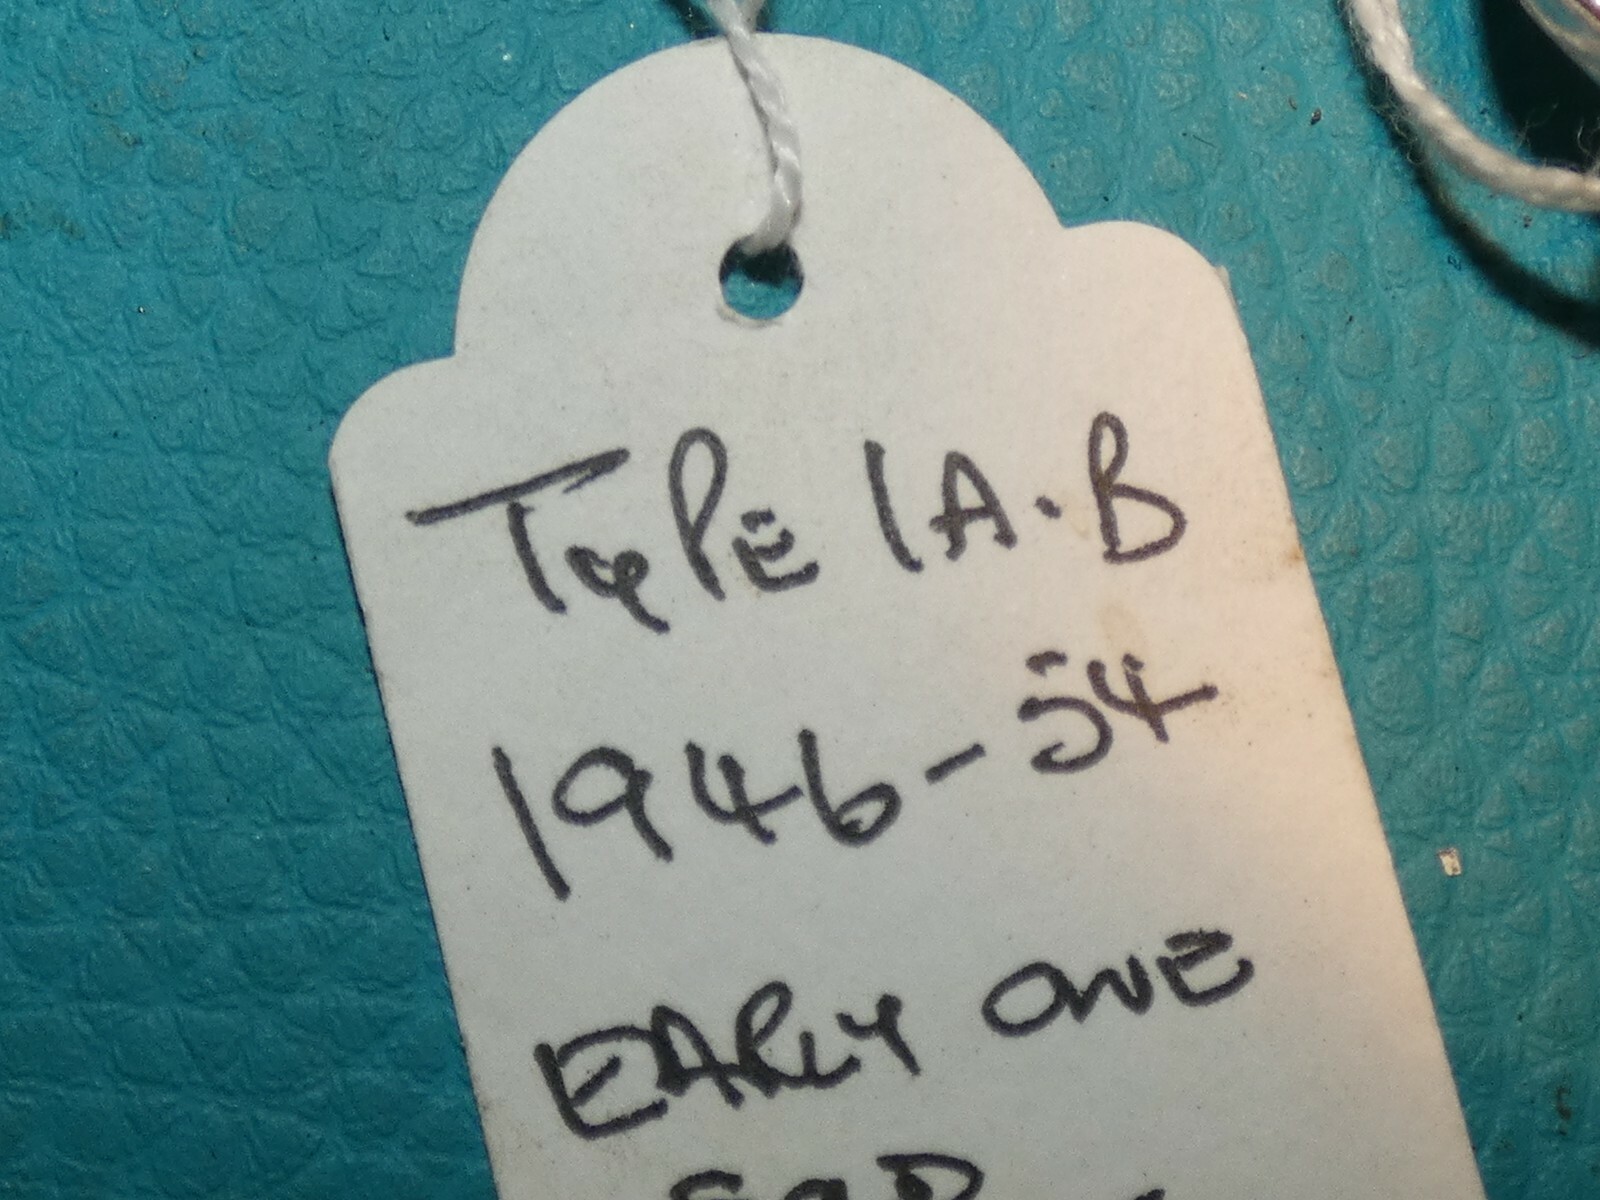 TyPE 1A.B
1946-54
EARLY ONE